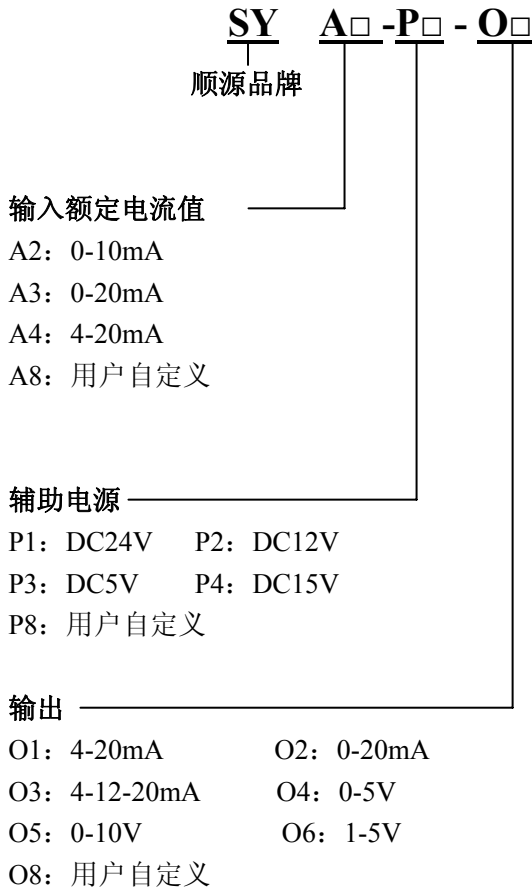 SY A□ -P□ - O□
顺源品牌
输入额定电流值
A2：0-10mA
A3：0-20mA
A4：4-20mA
A8：用户自定义
辅助电源
P1：DC24V P2：DC12V
P3：DC5V P4：DC15V
P8：用户自定义
输出
O1：4-20mA O2：0-20mA
O3：4-12-20mA O4：0-5V
O5：0-10V O6：1-5V
O8：用户自定义